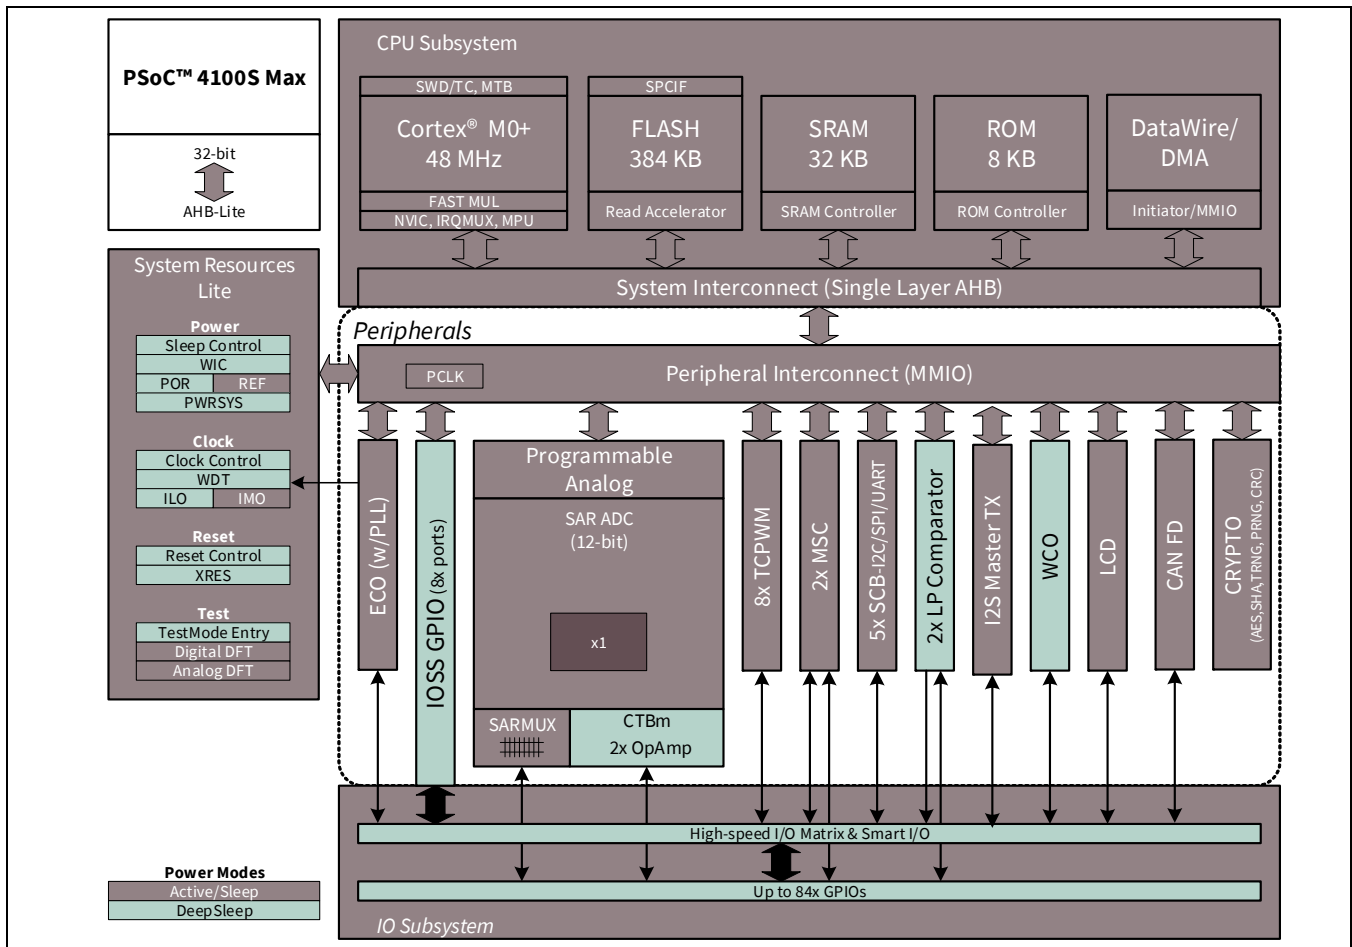 PSoC™ 4100S Max
32-bit
AHB-Lite
CPU Subsystem
SWD/TC, MTB
Cortex® M0+
48 MHz
FAST MUL
NVIC, IRQMUX, MPU
SPCIF
FLASH
384 KB
Read Accelerator
SRAM
32 KB
SRAM Controller
ROM
8 KB
ROM Controller
DataWire/
DMA
Initiator/MMIO
System Interconnect (Single Layer AHB)
System Resources
Lite
Power
Sleep Control
WIC
POR
REF
PWRSYS
Clock
Clock Control
WDT
ILO
IMO
Reset
Reset Control
XRES
Test
TestMode Entry
Digital DFT
Analog DFT
Peripherals
PCLK
Peripheral Interconnect (MMIO)
ECO (w/PLL)
IOSS GPIO (8x ports)
Programmable
Analog
SAR ADC
(12-bit)
x1
SARMUX
CTBm
2x OpAmp
8x TCPWM
2x MSC
5x SCB-I2C/SPI/UART
2x LP Comparator
I2S Master TX
WCO
LCD
CAN FD
CRYPTO
(AES,SHA,TRNG, PRNG, CRC)
High-speed I/O Matrix & Smart I/O
Up to 84x GPIOs
IO Subsystem
Power Modes
Active/Sleep
DeepSleep